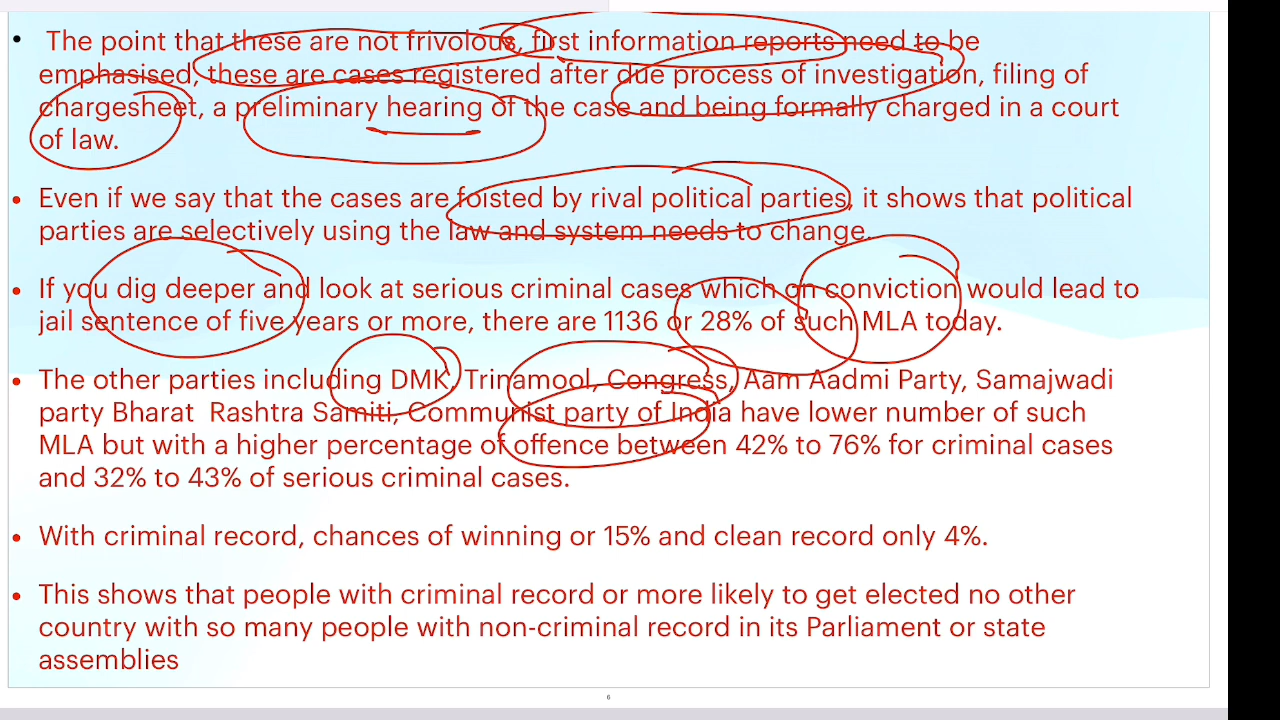 • The point that these are not frivolous, first information reports need to be
emphasised, these are cases registered after due process of investigation, filing of
chargesheet, a preliminary hearing of the case and being formally charged in a court
of law.
• Even if we say that the cases are foisted by rival political parties, it shows that political
parties are selectively using the law and system needs to change.
• If you dig deeper and look at serious criminal cases which on conviction would lead to
jail sentence of five years or more, there are 1136 or 28% of such MLA today.
• The other parties including DMK, Trinamool, Congress, Aam Aadmi Party, Samajwadi
party Bharat Rashtra Samiti, Communist party of India have lower number of such
MLA but with a higher percentage of offence between 42% to 76% for criminal cases
and 32% to 43% of serious criminal cases.
• With criminal record, chances of winning or 15% and clean record only 4%.
• This shows that people with criminal record or more likely to get elected no other
country with so many people with non-criminal record in its Parliament or state
assemblies
6